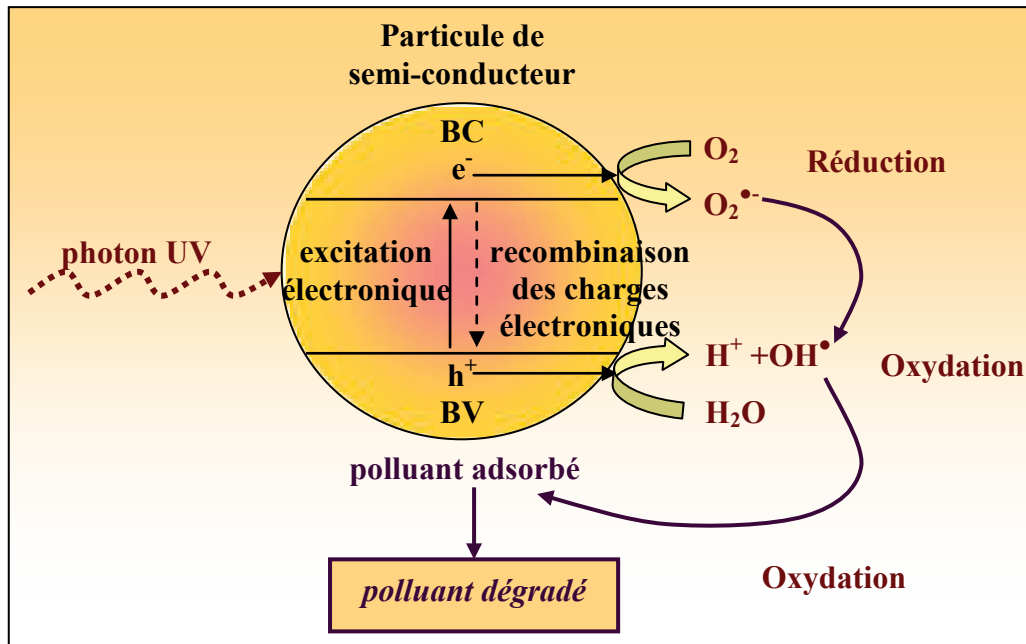 Particule de
semi-conducteur
BC
e⁻
O₂
Réduction
O₂•⁻
photon UV
excitation
électronique
recombinaison
des charges
électroniques
h⁺
BV
H⁺ +OH•
Oxydation
H₂O
polluant adsorbé
polluant dégradé
Oxydation